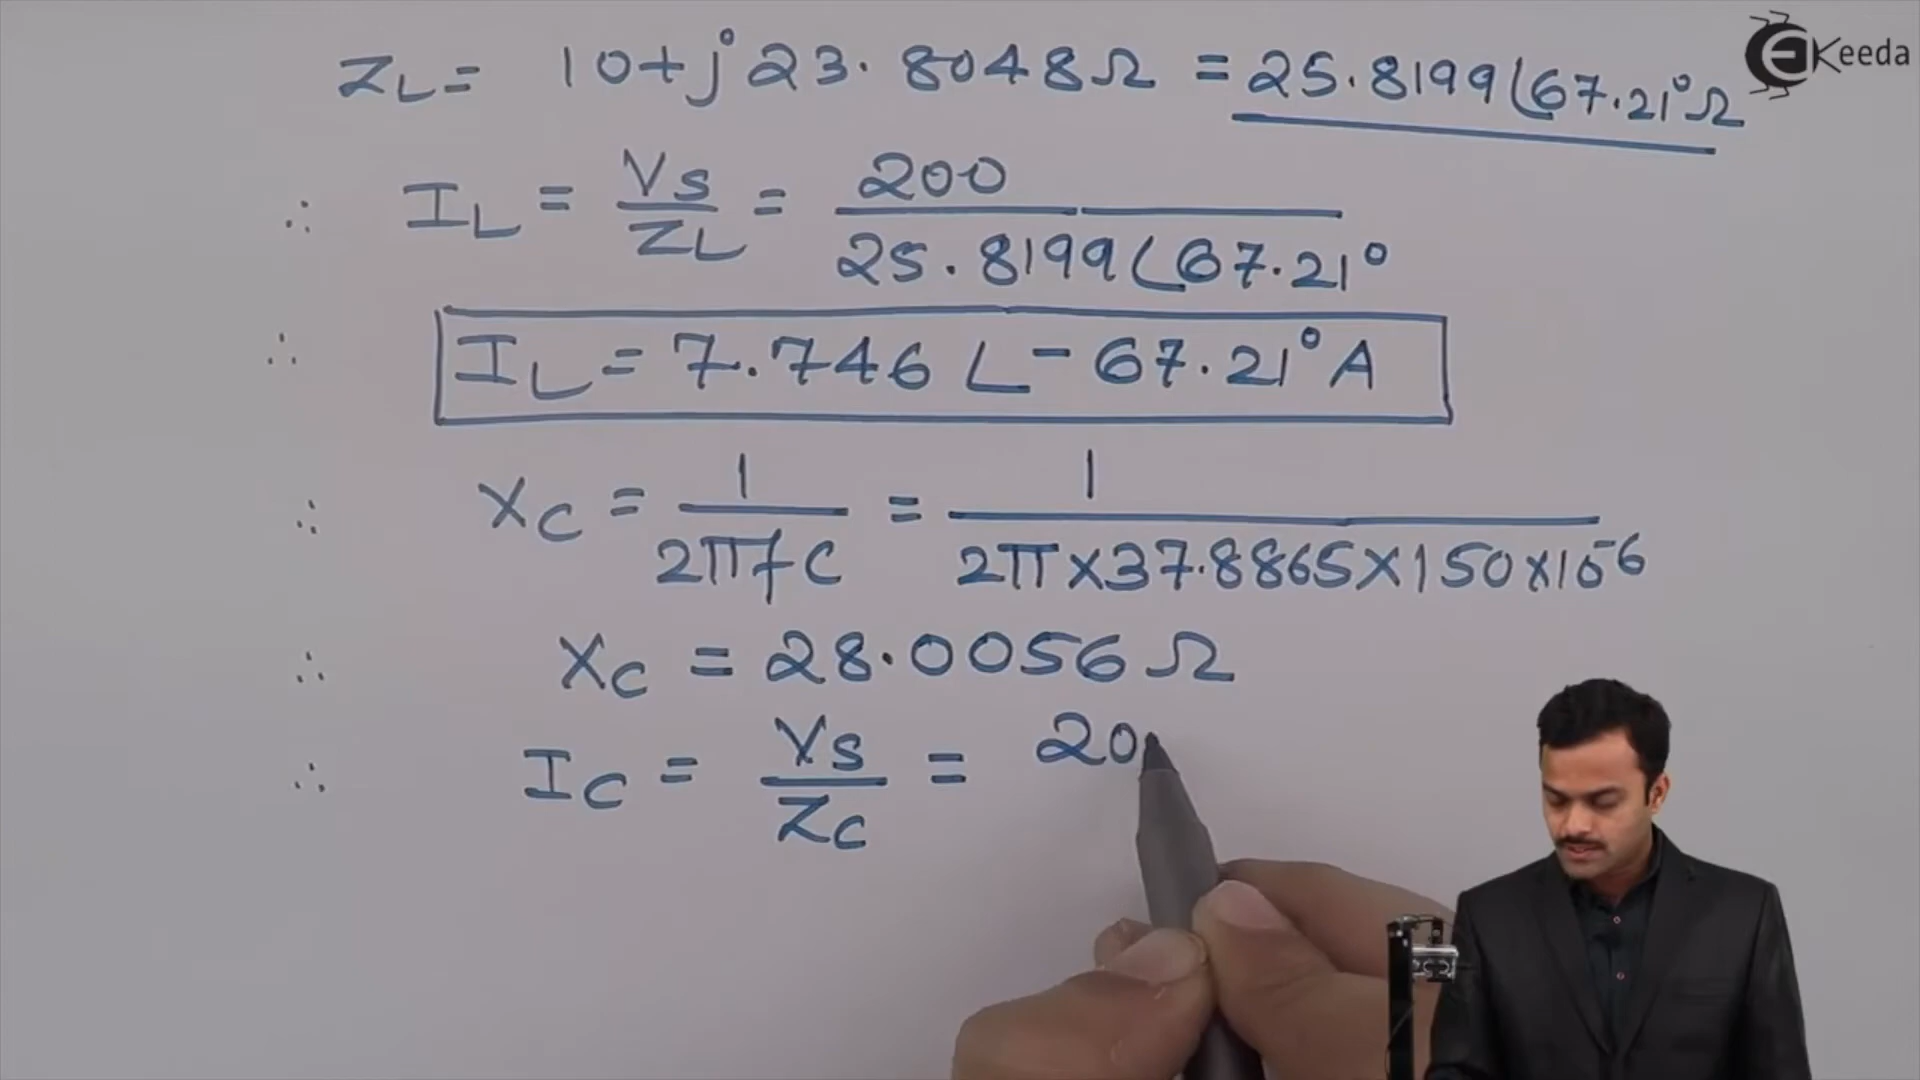 EKeeda
ZL = 10+j23.8048Ω = 25.8199∠67.21°Ω
∴ IL = Vs/ZL = 200/25.8199∠67.21°
∴ IL = 7.746∠-67.21° A
∴ XC = 1/2πfC = 1/2π×37.8865×150×10-6
∴ XC = 28.0056Ω
∴ IC = Vs/ZC = 20